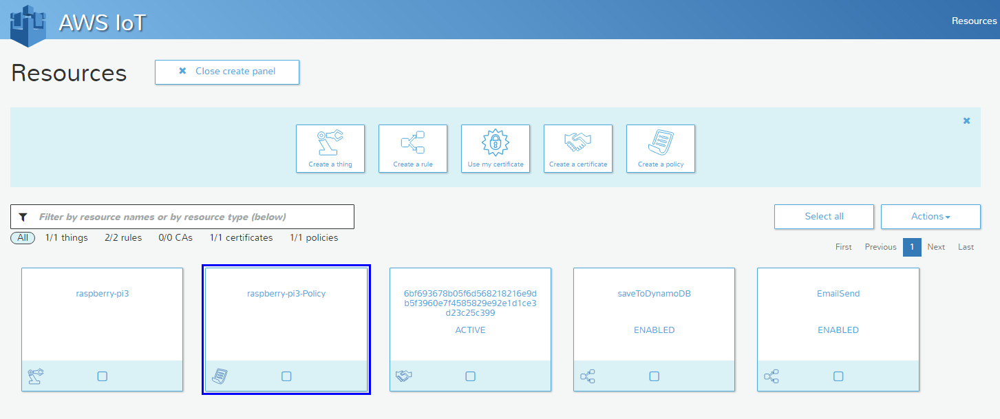 AWS IoT
Resources
Resources
Close create panel
Create a thing
Create a rule
Use my certificate
Create a certificate
Create a policy
Filter by resource names or by resource type (below)
Select all
Actions
All 1/1 things 2/2 rules 0/0 CAs 1/1 certificates 1/1 policies
First Previous 1 Next Last
raspberry-pi3
raspberry-pi3-Policy
6bf693678b05f6d568218216e9d
b5f3960e7f4585829e92e1d1ce3
d23c25c399
ACTIVE
saveToDynamoDB
ENABLED
EmailSend
ENABLED